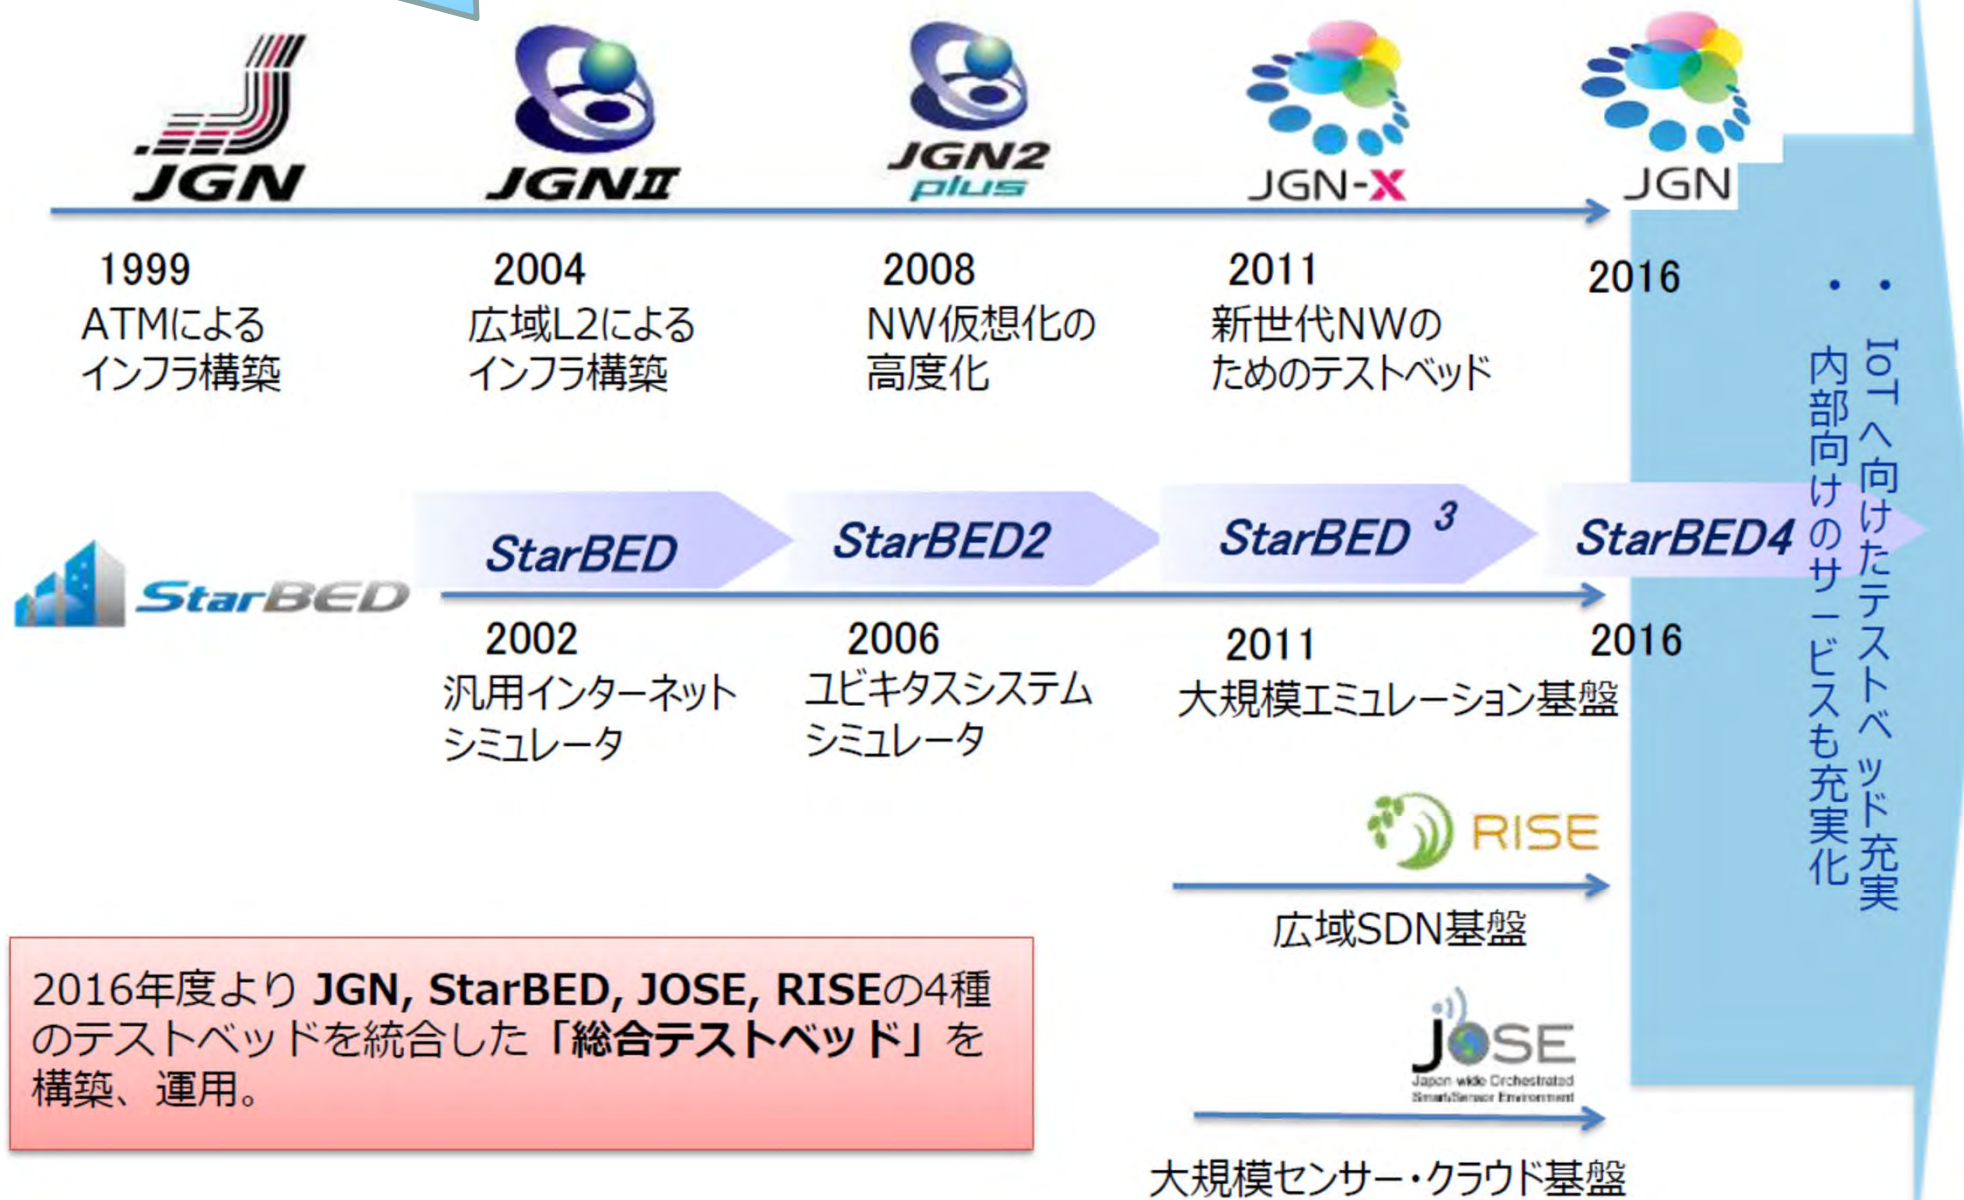 JGN
JGNII
JGN2
plus
JGN-X
JGN
1999
ATMによる
インフラ構築
2004
広域L2による
インフラ構築
2008
NW仮想化の
高度化
2011
新世代NWの
ためのテストベッド
2016
・IoTへ向けたテストベッド充実
・内部向けのサービスも充実化
StarBED
StarBED
StarBED2
StarBED3
StarBED4
2002
汎用インターネット
シミュレータ
2006
ユビキタスシステム
シミュレータ
2011
大規模エミュレーション基盤
2016
RISE
広域SDN基盤
JOSE
Japan-wide Orchestrated
Smart/Sensor Environment
大規模センサー・クラウド基盤
2016年度より JGN, StarBED, JOSE, RISEの4種
のテストベッドを統合した「総合テストベッド」を
構築、運用。